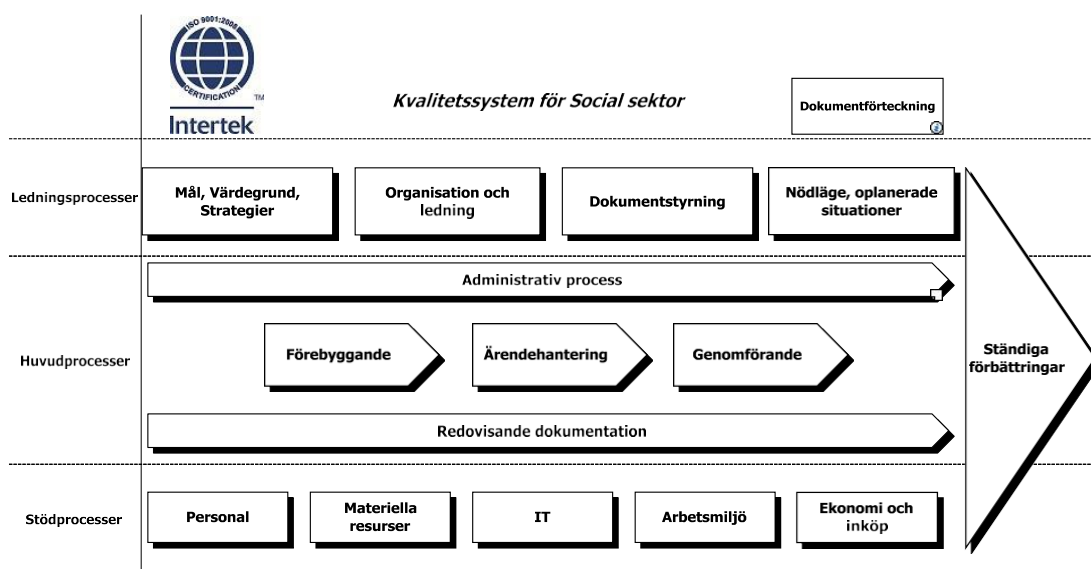 ISO 9001:2008
CERTIFICATION
TM
Intertek
Kvalitetssystem för Social sektor
Dokumentförteckning
Ledningsprocesser
Mål, Värdegrund,
Strategier
Organisation och
ledning
Dokumentstyrning
Nödläge, oplanerade
situationer
Administrativ process
Huvudprocesser
Förebyggande
Ärendehantering
Genomförande
Ständiga
förbättringar
Redovisande dokumentation
Stödprocesser
Personal
Materiella
resurser
IT
Arbetsmiljö
Ekonomi och
inköp